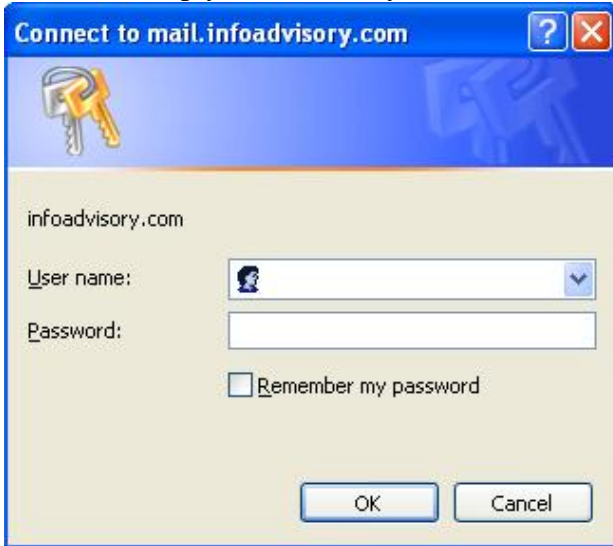 Connect to mail.infoadvisory.com
infoadvisory.com
User name:
Password:
Remember my password
OK Cancel